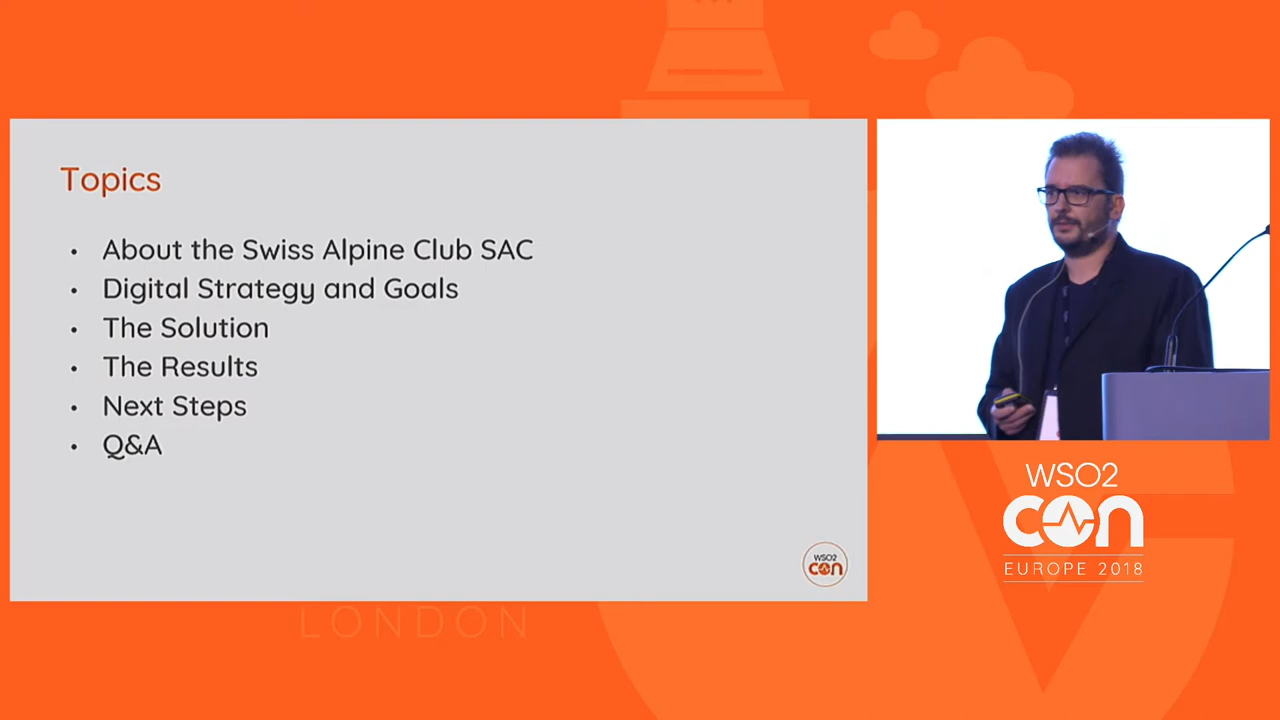 Topics
• About the Swiss Alpine Club SAC
• Digital Strategy and Goals
• The Solution
• The Results
• Next Steps
• Q&A
WSO2
con
WSO2
con
EUROPE 2018
LONDON